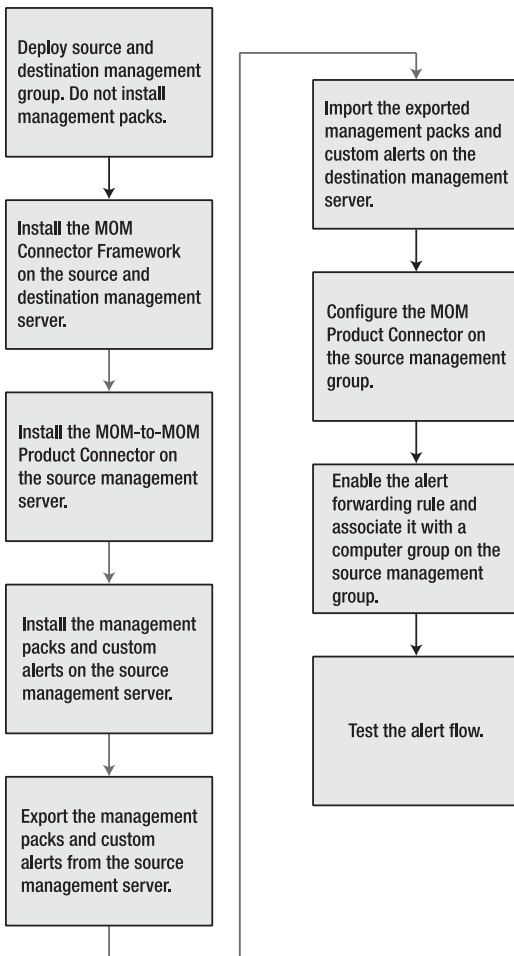 Deploy source and
destination management
group. Do not install
management packs.
Install the MOM
Connector Framework
on the source and
destination management
server.
Install the MOM-to-MOM
Product Connector on
the source management
server.
Install the management
packs and custom
alerts on the source
management server.
Export the management
packs and custom
alerts from the source
management server.
Import the exported
management packs and
custom alerts on the
destination management
server.
Configure the MOM
Product Connector on
the source management
group.
Enable the alert
forwarding rule and
associate it with a
computer group on the
source management
group.
Test the alert flow.